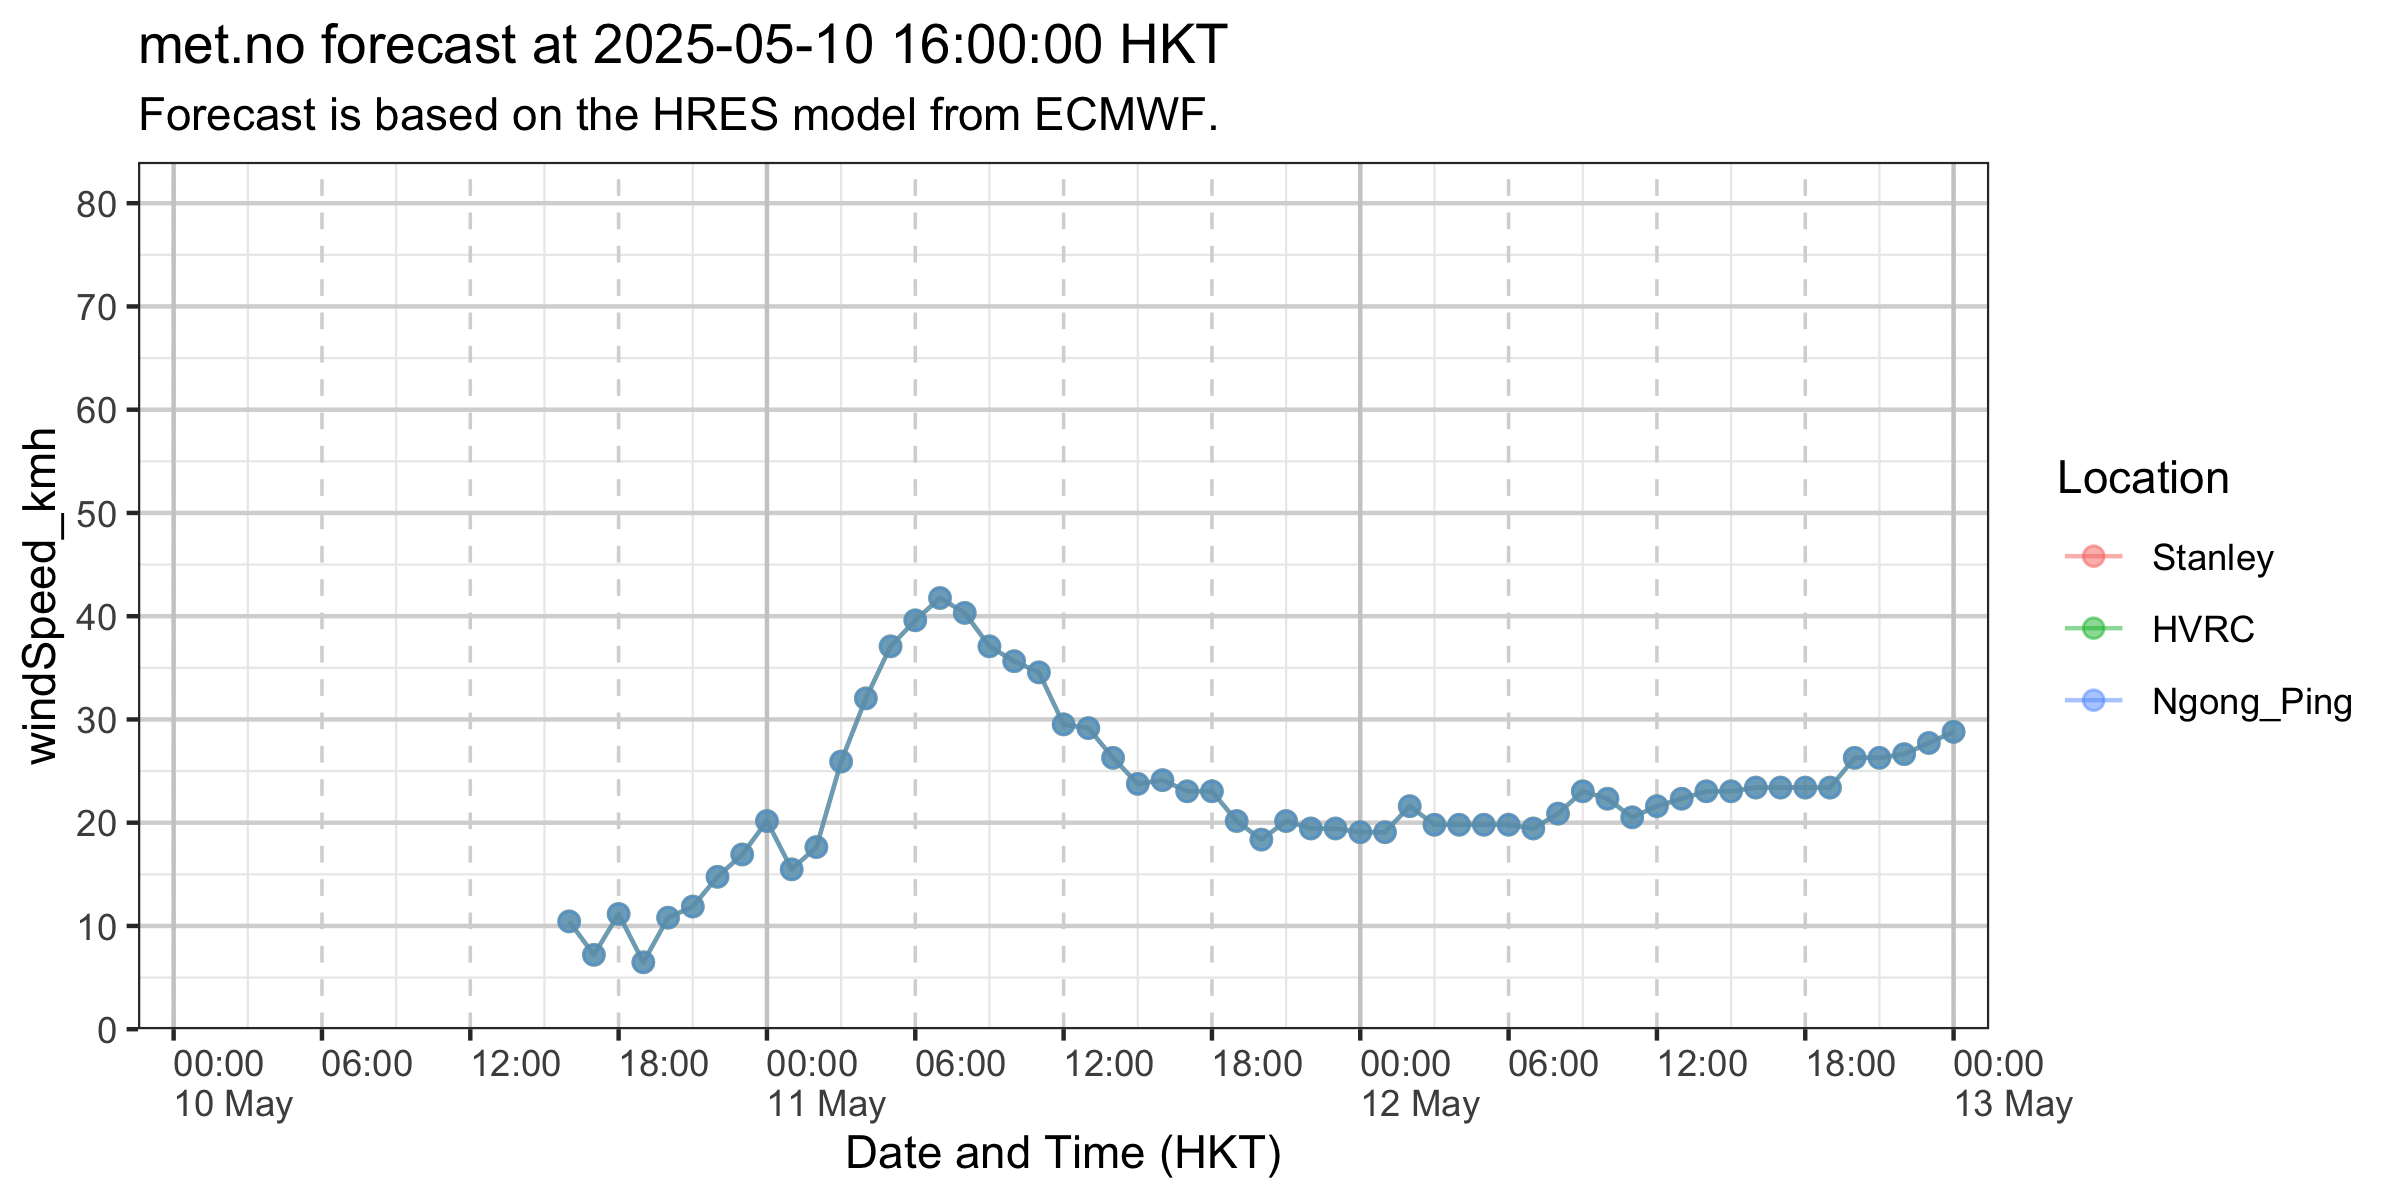 met.no forecast at 2025-05-10 16:00:00 HKT
Forecast is based on the HRES model from ECMWF.
windSpeed_kmh
80
70
60
50
40
30
20
10
0
00:00 06:00 12:00 18:00 00:00 06:00 12:00 18:00 00:00 06:00 12:00 18:00 00:00
10 May 11 May 12 May 13 May
Date and Time (HKT)
Location
Stanley
HVRC
Ngong_Ping